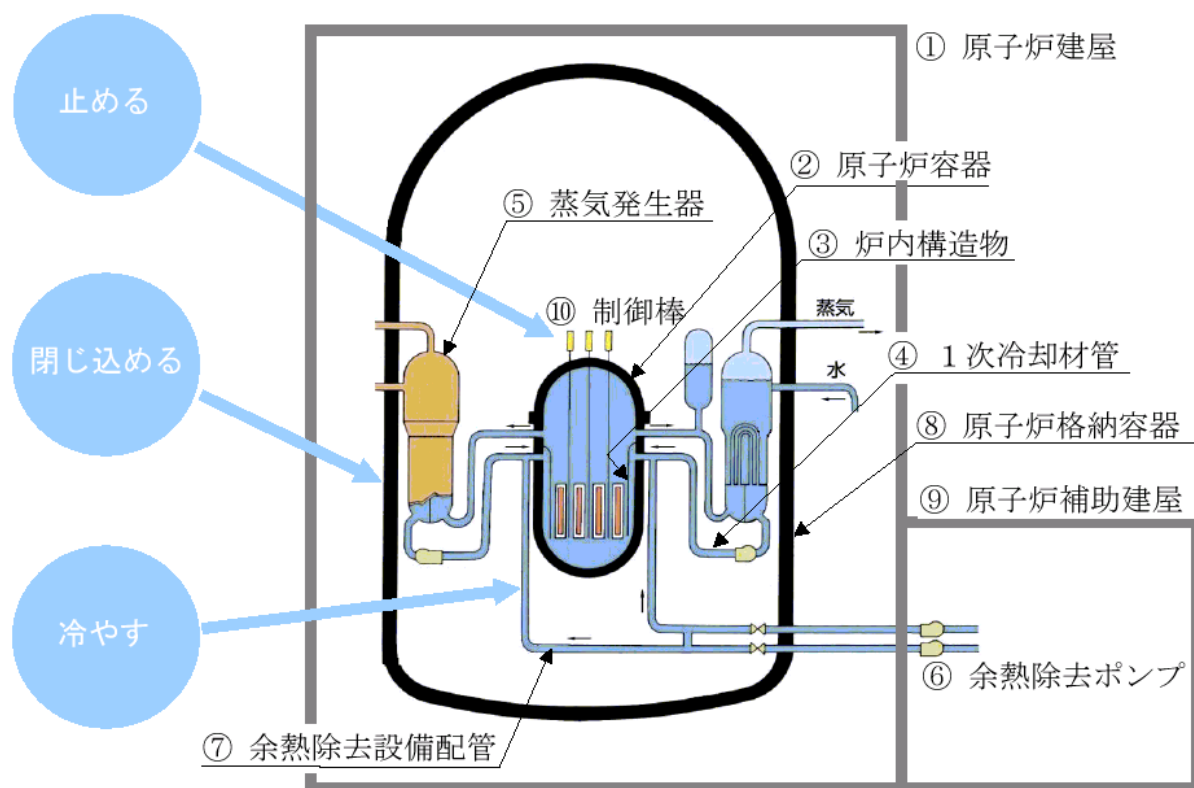 止める
① 原子炉建屋
② 原子炉容器
⑤ 蒸気発生器
③ 炉内構造物
⑩ 制御棒
蒸気
閉じ込める
④ 1次冷却材管
水
⑧ 原子炉格納容器
⑨ 原子炉補助建屋
冷やす
⑥ 余熱除去ポンプ
⑦ 余熱除去設備配管